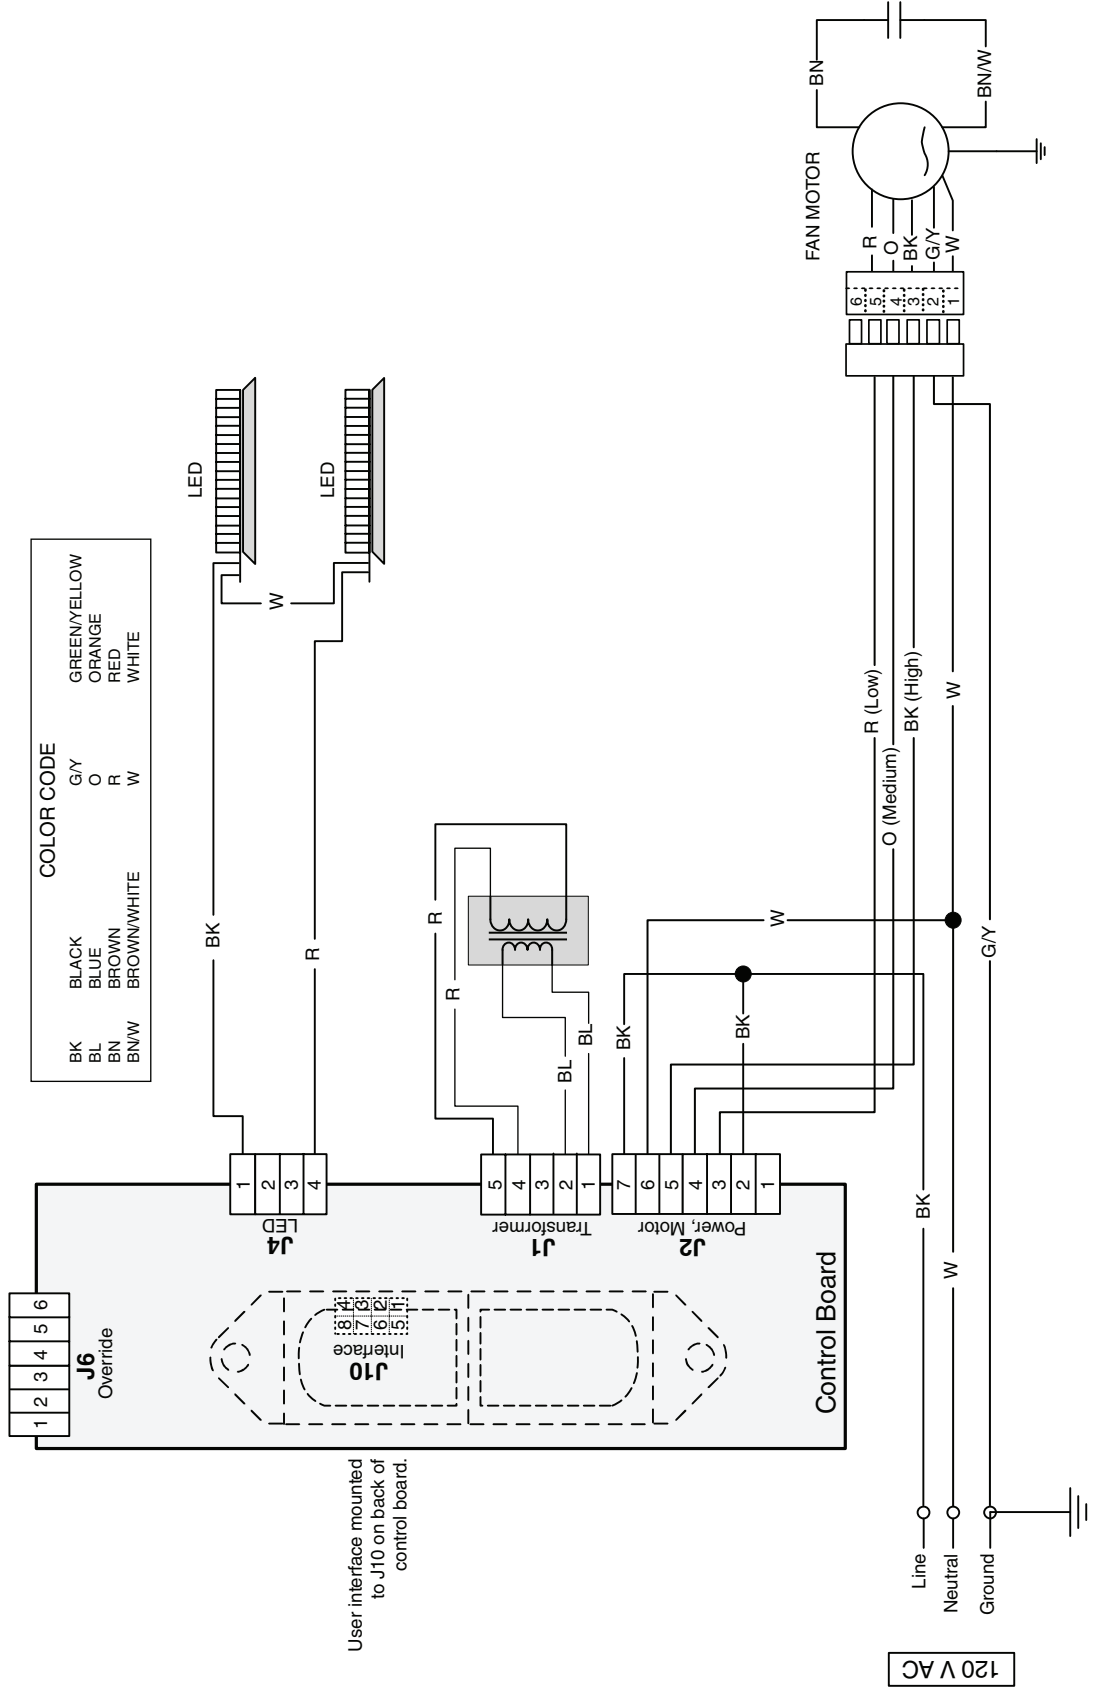 COLOR CODE
BK BLACK G/Y GREEN/YELLOW
BL BLUE O ORANGE
BN BROWN R RED
BN/W BROWN/WHITE W WHITE
LED
LED
BK
W
R
R
R
BL
BL
BK
W
BK
R (Low)
O (Medium)
BK (High)
W
G/Y
BK
W
FAN MOTOR
BN
BN/W
R
O
BK
G/Y
W
6
5
4
3
2
1
J6
Override
1 2 3 4 5 6
J4
LED
1
2
3
4
J1
Transformer
5
4
3
2
1
J2
Power, Motor
7
6
5
4
3
2
1
J10
Interface
8 4
7 3
6 2
5 1
Control Board
User interface mounted
to J10 on back of
control board.
Line
Neutral
Ground
120 V AC